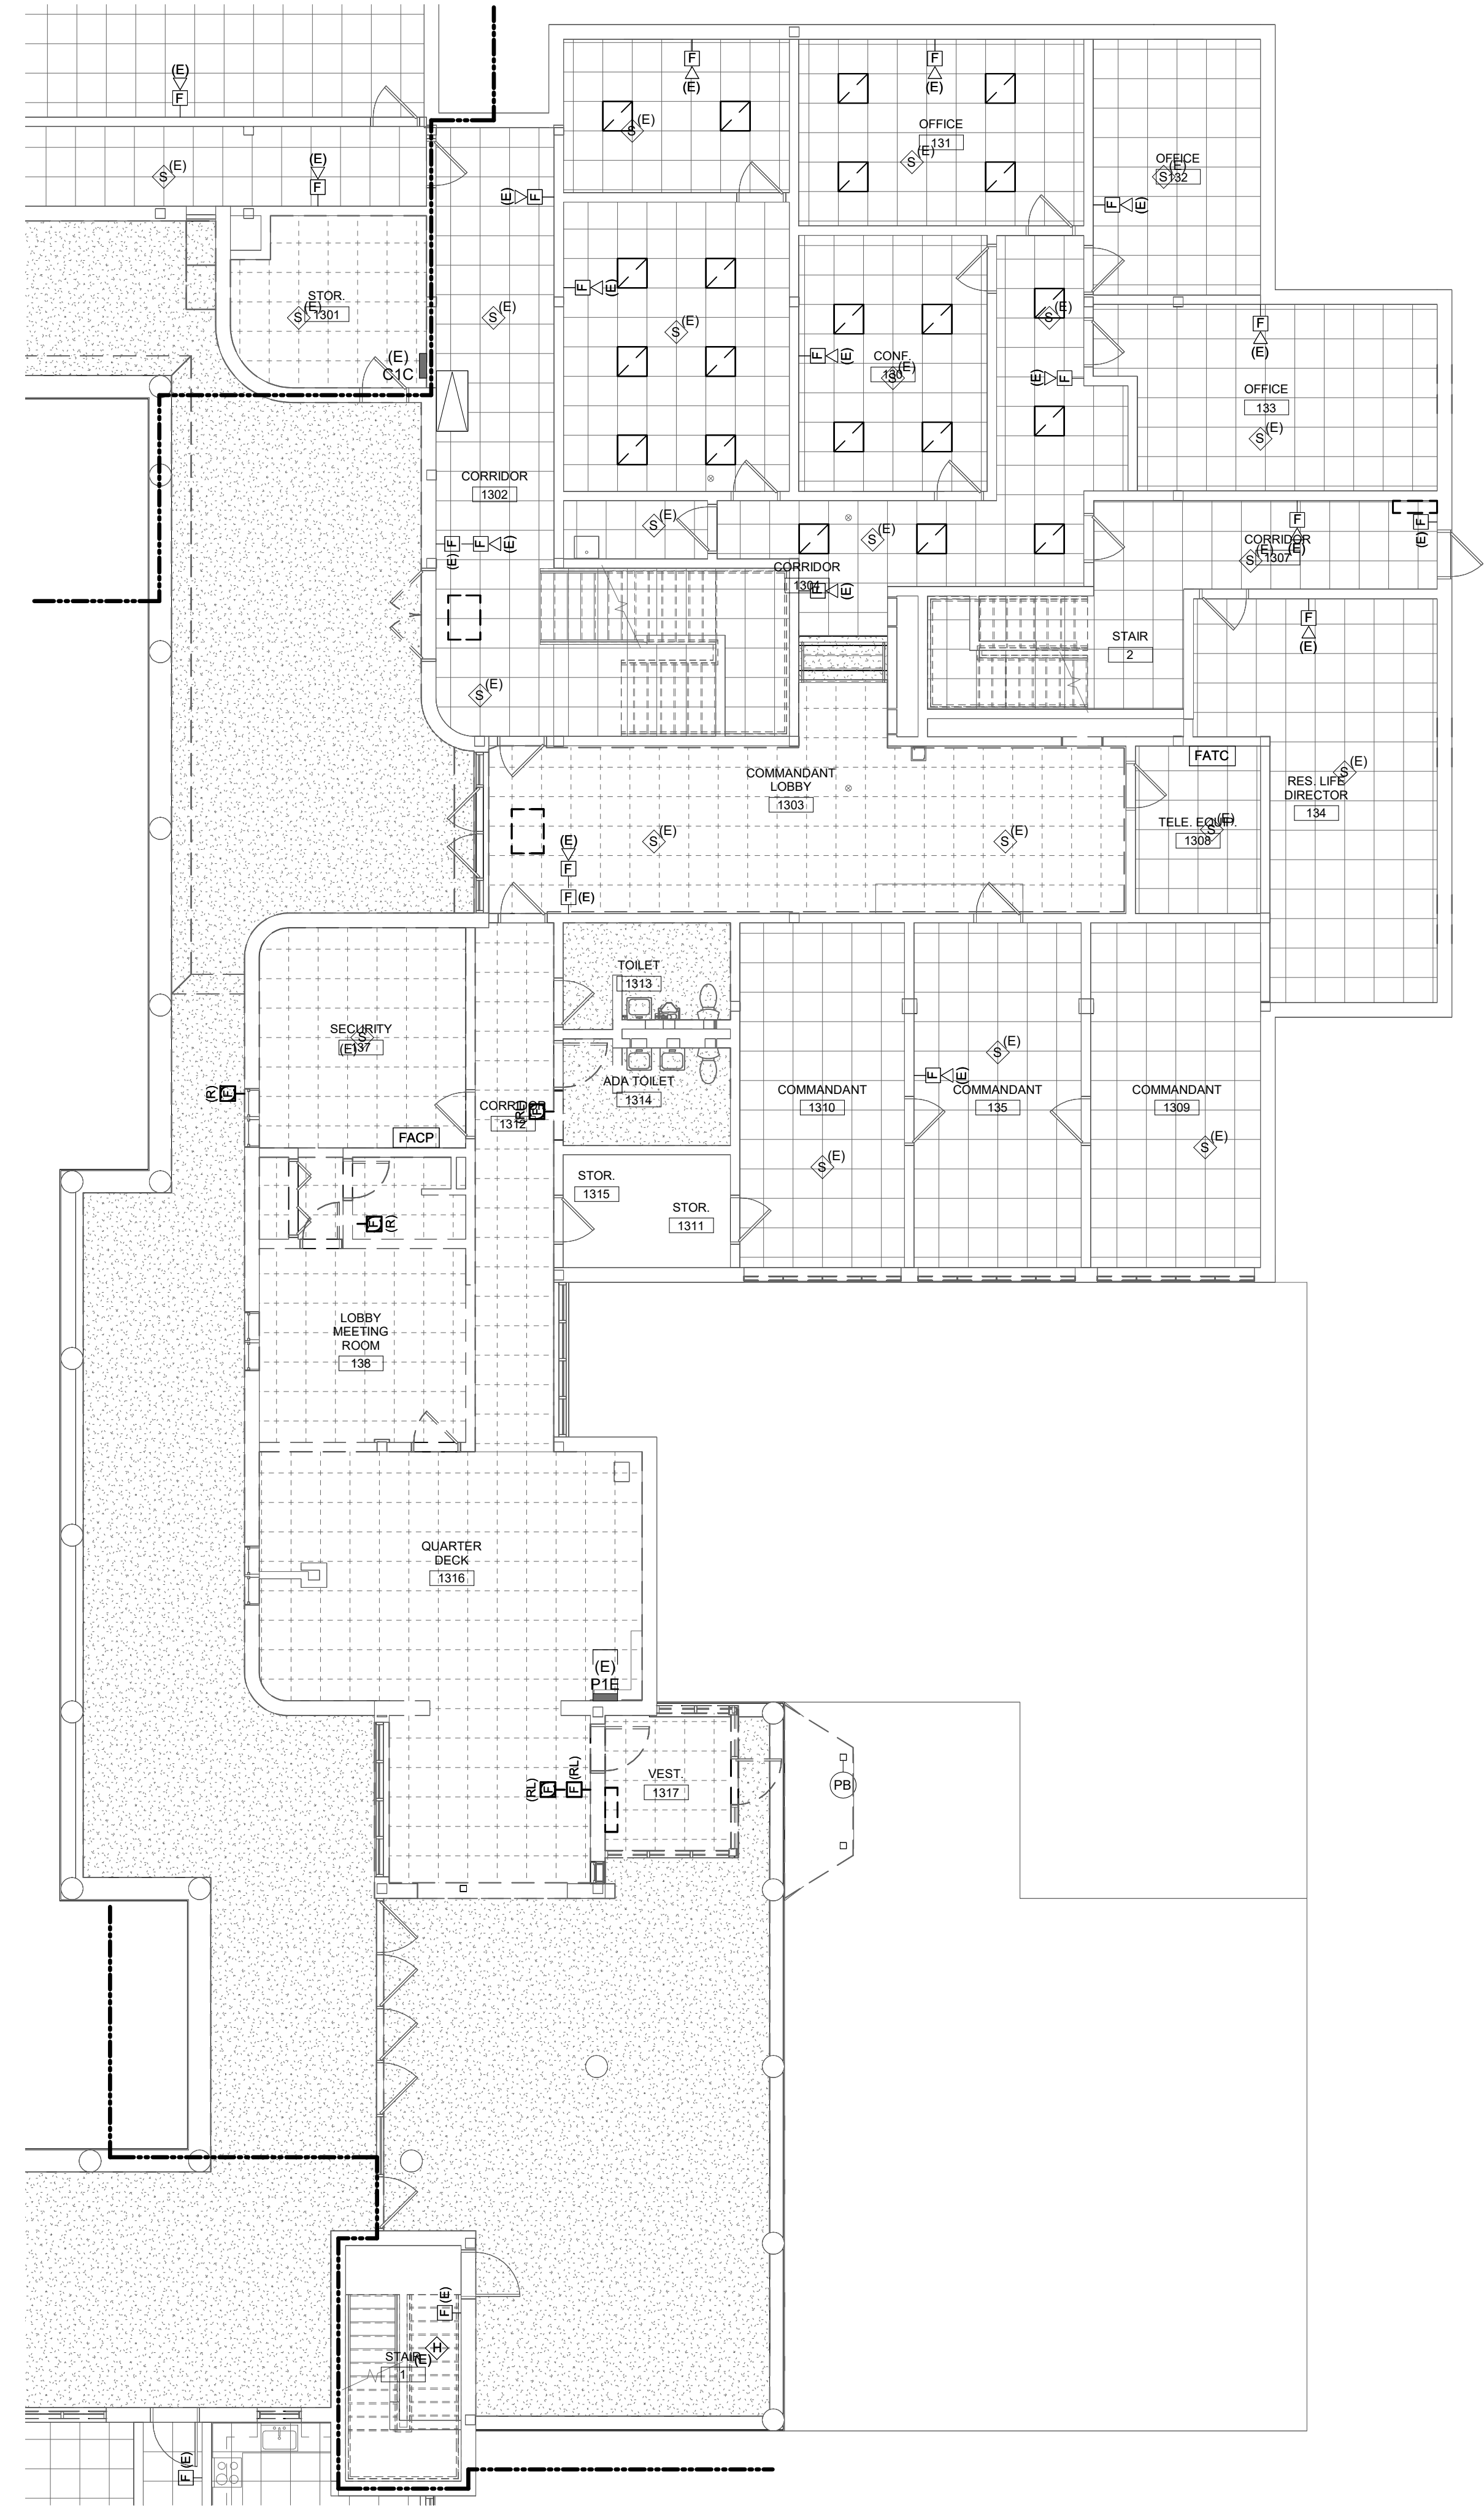 (E)
F
F
(E)
F
(E)
S
(E)
OFFICE
131
S
(E)
OFFICE
132
S
(E)
S
(E)
(E)
F
(E)
F
F
(E)
STOR.
1301
S
(E)
S
(E)
F
(E)
S
(E)
S
(E)
F
(E)
(E)
C1C
F
(E)
CONF.
130
S
(E)
(E)
F
OFFICE
133
S
(E)
CORRIDOR
1302
F
(E)
F
(E)
S
(E)
S
(E)
F
(E)
F
(E)
CORRIDOR
1307
S
(E)
CORRIDOR
1304
F
(E)
F
(E)
STAIR
2
S
(E)
COMMANDANT
LOBBY
1303
FATC
S
(E)
RES. LIFE
DIRECTOR
134
TELE. EQUIP.
1308
S
(E)
S
(E)
S
(E)
(E)
F
F
(E)
TOILET
1313
SECURITY
137
S
(E)
(R)
F
ADA TOILET
1314
CORRIDOR
1312
(RL)
F
FACP
COMMANDANT
1310
S
(E)
S
(E)
F
(E)
COMMANDANT
135
COMMANDANT
1309
S
(E)
STOR.
1315
STOR.
1311
F
(R)
LOBBY
MEETING
ROOM
138
QUARTER
DECK
1316
(E)
P1E
(RL)
F
F
(RL)
VEST.
1317
PB
F
(E)
H
(E)
STAIR
1
F
(E)